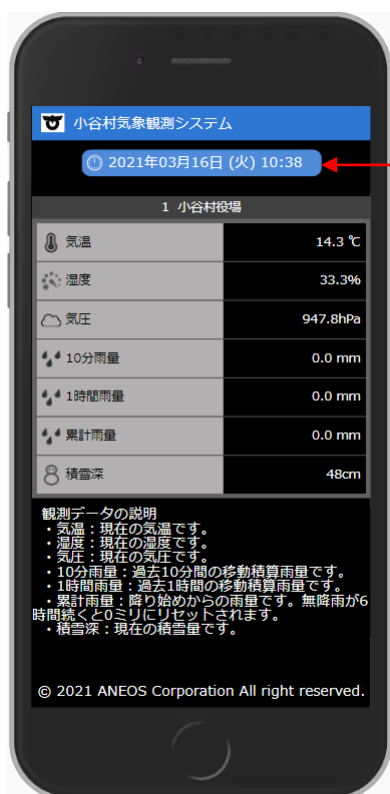 小谷村気象観測システム
2021年03月16日 (火) 10:38
1 小谷村役場
気温 14.3 ℃
湿度 33.3%
気圧 947.8hPa
10分雨量 0.0 mm
1時間雨量 0.0 mm
累計雨量 0.0 mm
積雪深 48cm
観測データの説明
・気温：現在の気温です。
・湿度：現在の湿度です。
・気圧：現在の気圧です。
・10分雨量：過去10分間の移動積算雨量です。
・1時間雨量：過去1時間の移動積算雨量です。
・累計雨量：降り始めからの雨量です。無降雨が6
時間続くと0ミリにリセットされます。
・積雪深：現在の積雪量です。
© 2021 ANEOS Corporation All right reserved.